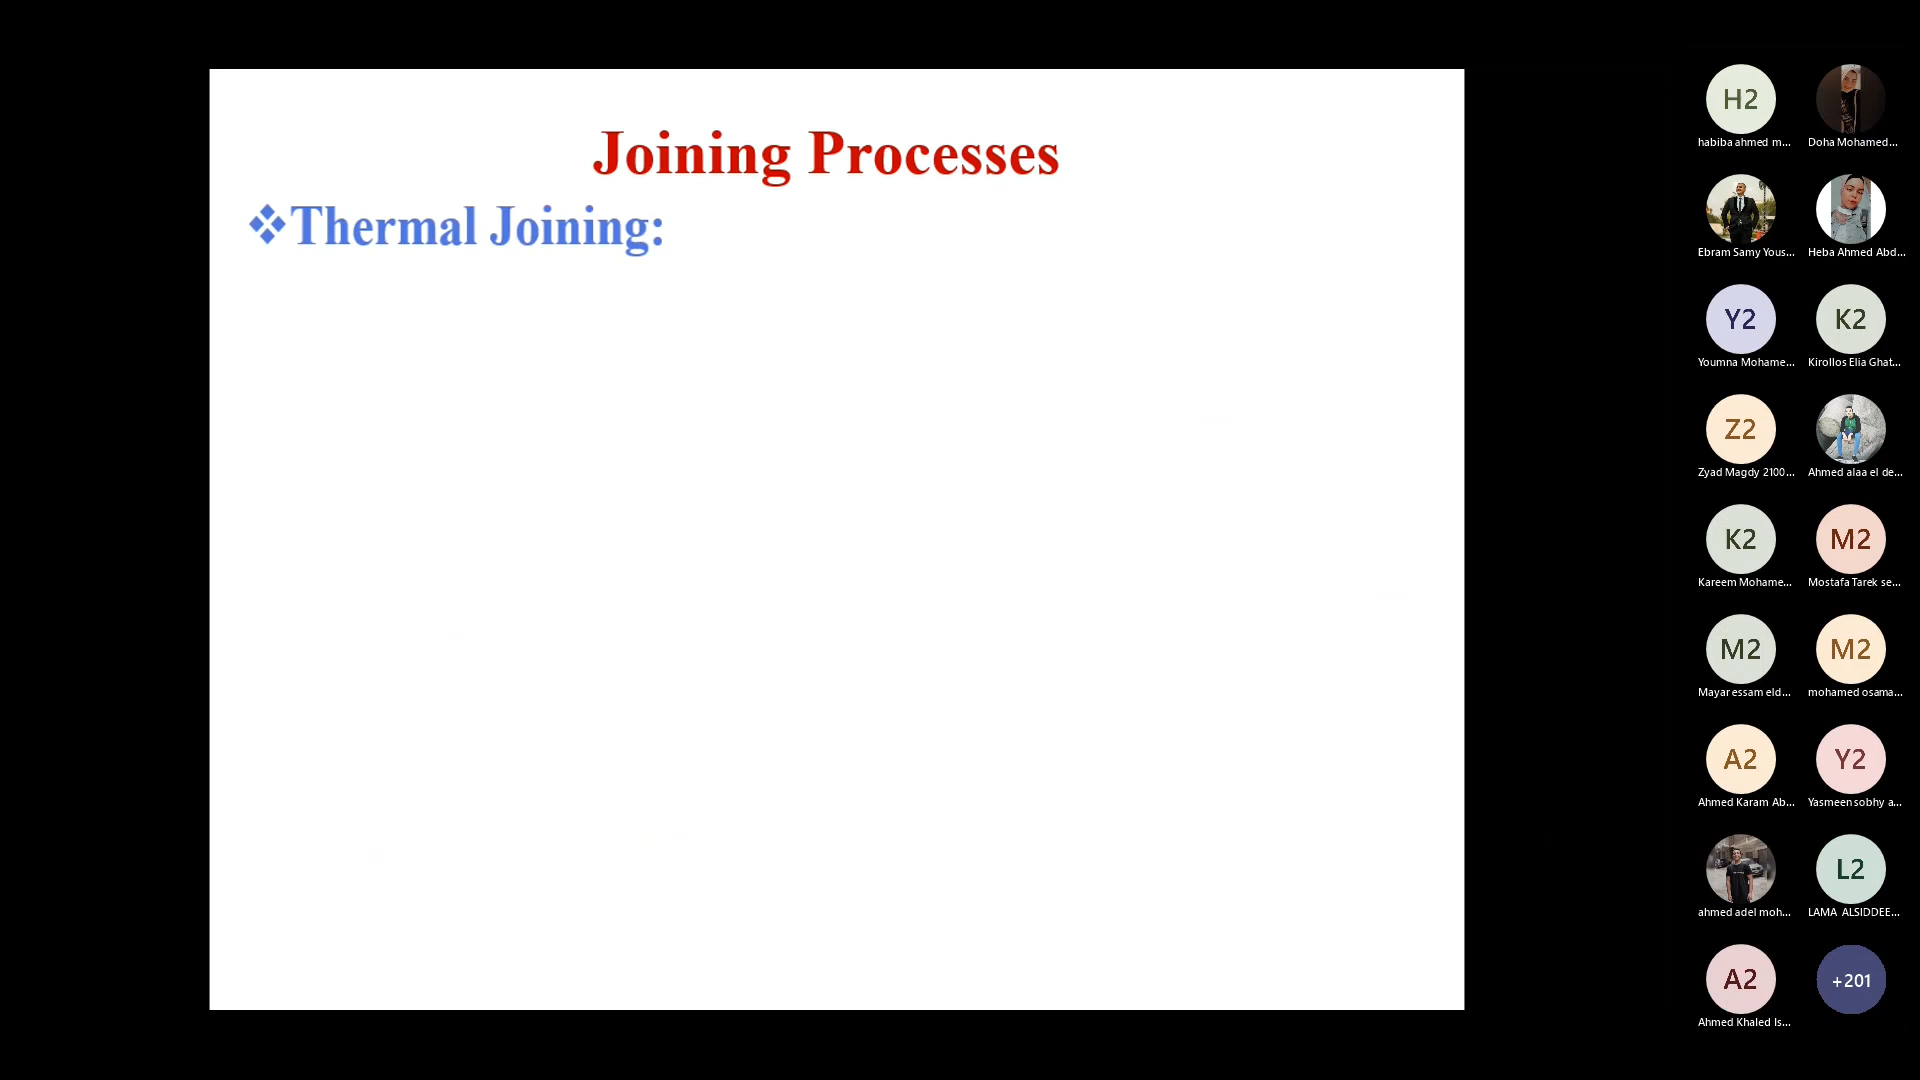 Joining Processes
❖Thermal Joining:
H2
habiba ahmed m...
Doha Mohamed...
Ebram Samy Yous...
Heba Ahmed Abd...
Y2
K2
Youmna Mohame...
Kirollos Elia Ghat...
Z2
Zyad Magdy 2100...
Ahmed alaa el de...
K2
M2
Kareem Mohame...
Mostafa Tarek se...
M2
M2
Mayar essam eld...
mohamed osama...
A2
Y2
Ahmed Karam Ab...
Yasmeen sobhy a...
L2
ahmed adel moh...
LAMA ALSIDDEE...
A2
+201
Ahmed Khaled Is...